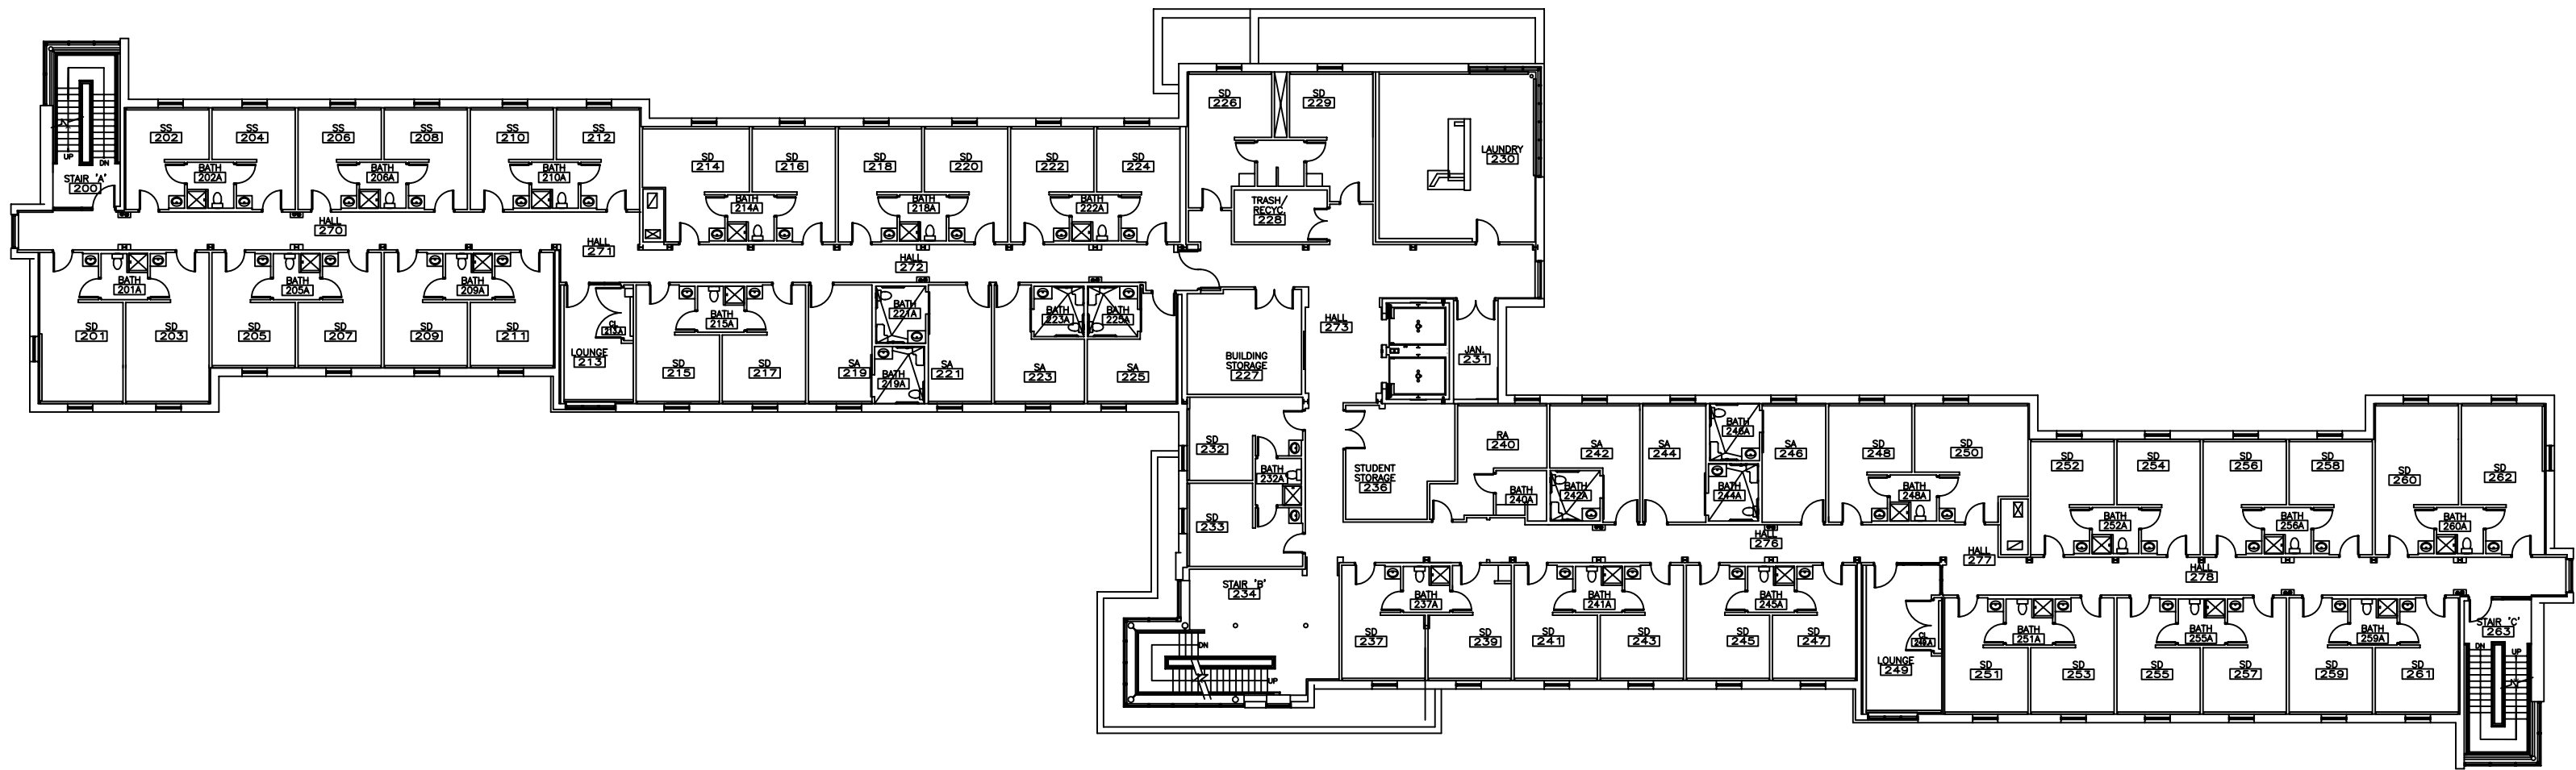 SD
226
SD
229
LAUNDRY
230
TRASH/
RECYC.
228
SS
202
SS
204
SS
206
SS
208
SS
210
SS
212
UP
DN
STAIR 'A'
200
BATH
202A
BATH
206A
BATH
210A
SD
214
SD
216
SD
218
SD
220
SD
222
SD
224
BATH
214A
BATH
218A
BATH
222A
HALL
270
HALL
271
HALL
272
HALL
273
BATH
201A
BATH
205A
BATH
209A
SD
201
SD
203
SD
205
SD
207
SD
209
SD
211
CL
213A
LOUNGE
213
BATH
215A
SD
215
SD
217
SA
219
BATH
221A
BATH
219A
SA
221
BATH
223A
BATH
225A
SA
223
SA
225
BUILDING
STORAGE
227
JAN.
231
SD
232
BATH
232A
SD
233
STAIR 'B'
234
DN
UP
STUDENT
STORAGE
236
RA
240
BATH
240A
SA
242
BATH
242A
SA
244
BATH
246A
BATH
244A
SA
246
SD
248
SD
250
BATH
248A
SD
252
SD
254
SD
256
SD
258
SD
260
SD
262
BATH
252A
BATH
256A
BATH
260A
HALL
276
HALL
277
HALL
278
BATH
237A
BATH
241A
BATH
245A
SD
237
SD
239
SD
241
SD
243
SD
245
SD
247
CL
249A
LOUNGE
249
BATH
251A
BATH
255A
BATH
259A
SD
251
SD
253
SD
255
SD
257
SD
259
SD
261
STAIR 'C'
263
DN
UP